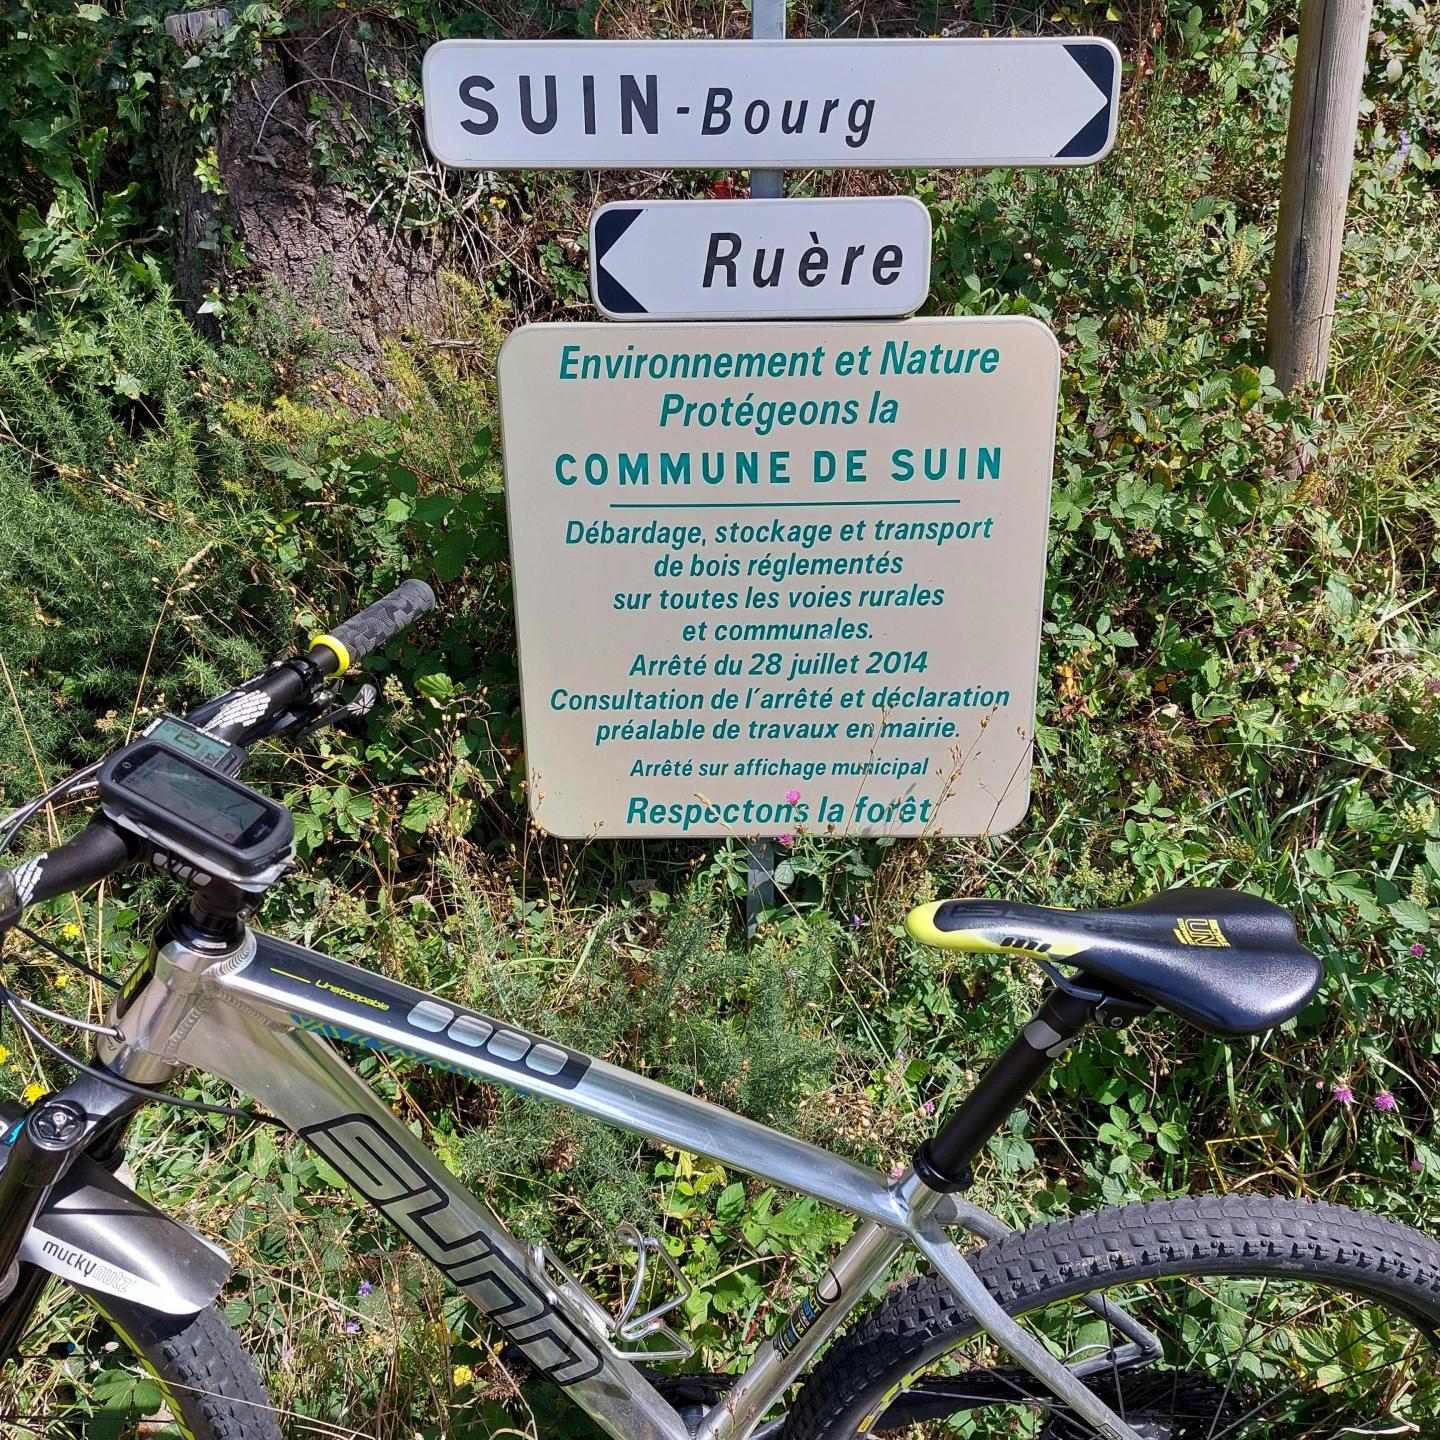 SUIN-Bourg
Ruère
Environnement et Nature
Protégeons la
COMMUNE DE SUIN
Débardage, stockage et transport
de bois réglementés
sur toutes les voies rurales
et communales.
Arrêté du 28 juillet 2014
Consultation de l'arrêté et déclaration
préalable de travaux en mairie.
Arrêté sur affichage municipal
Respectons la forêt
Unstoppable
SUNN
muckynutz